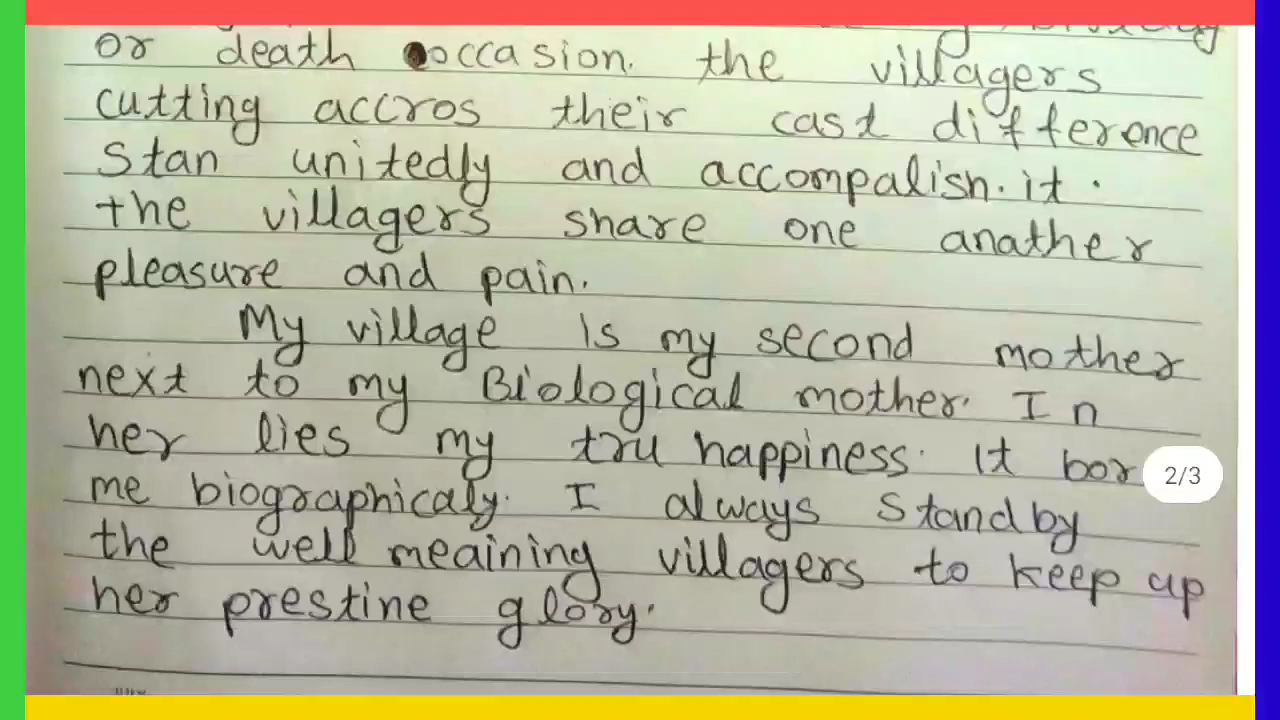 or death occasion. the villagers
cutting accros their cast difference
Stan unitedly and accompalish. it.
the villagers share one anather
pleasure and pain.
My village is my second mother
next to my Biological mother. In
her lies my tru happiness. It bor
2/3
me biographicaly. I always Standby
the well meaining villagers to keep up
her prestine glory.